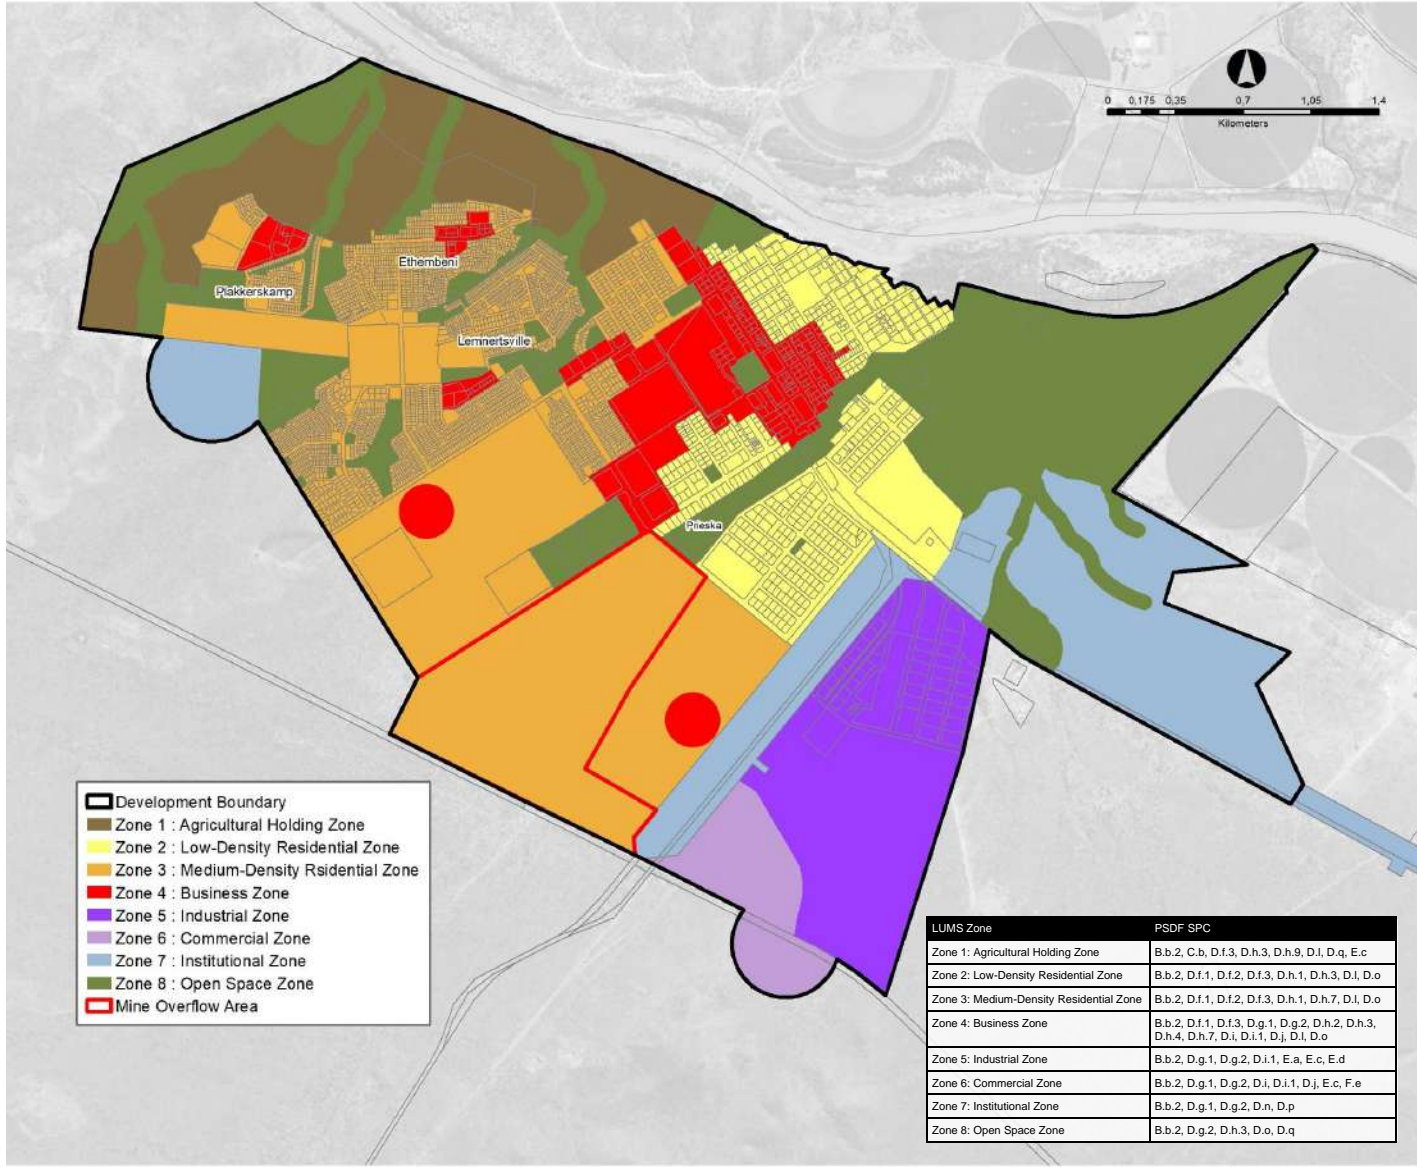 0 0,175 0,35 0,7 1,05 1,4
Kilometers
Ethembeni
Plakkerskamp
Lemnertsville
Prieska
Development Boundary
Zone 1 : Agricultural Holding Zone
Zone 2 : Low-Density Residential Zone
Zone 3 : Medium-Density Rsidential Zone
Zone 4 : Business Zone
Zone 5 : Industrial Zone
Zone 6 : Commercial Zone
Zone 7 : Institutional Zone
Zone 8 : Open Space Zone
Mine Overflow Area
LUMS Zone PSDF SPC
Zone 1: Agricultural Holding Zone B.b.2, C.b, D.f.3, D.h.3, D.h.9, D.l, D.q, E.c
Zone 2: Low-Density Residential Zone B.b.2, D.f.1, D.f.2, D.f.3, D.h.1, D.h.3, D.l, D.o
Zone 3: Medium-Density Residential Zone B.b.2, D.f.1, D.f.2, D.f.3, D.h.1, D.h.7, D.l, D.o
Zone 4: Business Zone B.b.2, D.f.1, D.f.3, D.g.1, D.g.2, D.h.2, D.h.3,
D.h.4, D.h.7, D.i, D.i.1, D.j, D.l, D.o
Zone 5: Industrial Zone B.b.2, D.g.1, D.g.2, D.i.1, E.a, E.c, E.d
Zone 6: Commercial Zone B.b.2, D.g.1, D.g.2, D.i, D.i.1, D.j, E.c, F.e
Zone 7: Institutional Zone B.b.2, D.g.1, D.g.2, D.n, D.p
Zone 8: Open Space Zone B.b.2, D.g.2, D.h.3, D.o, D.q